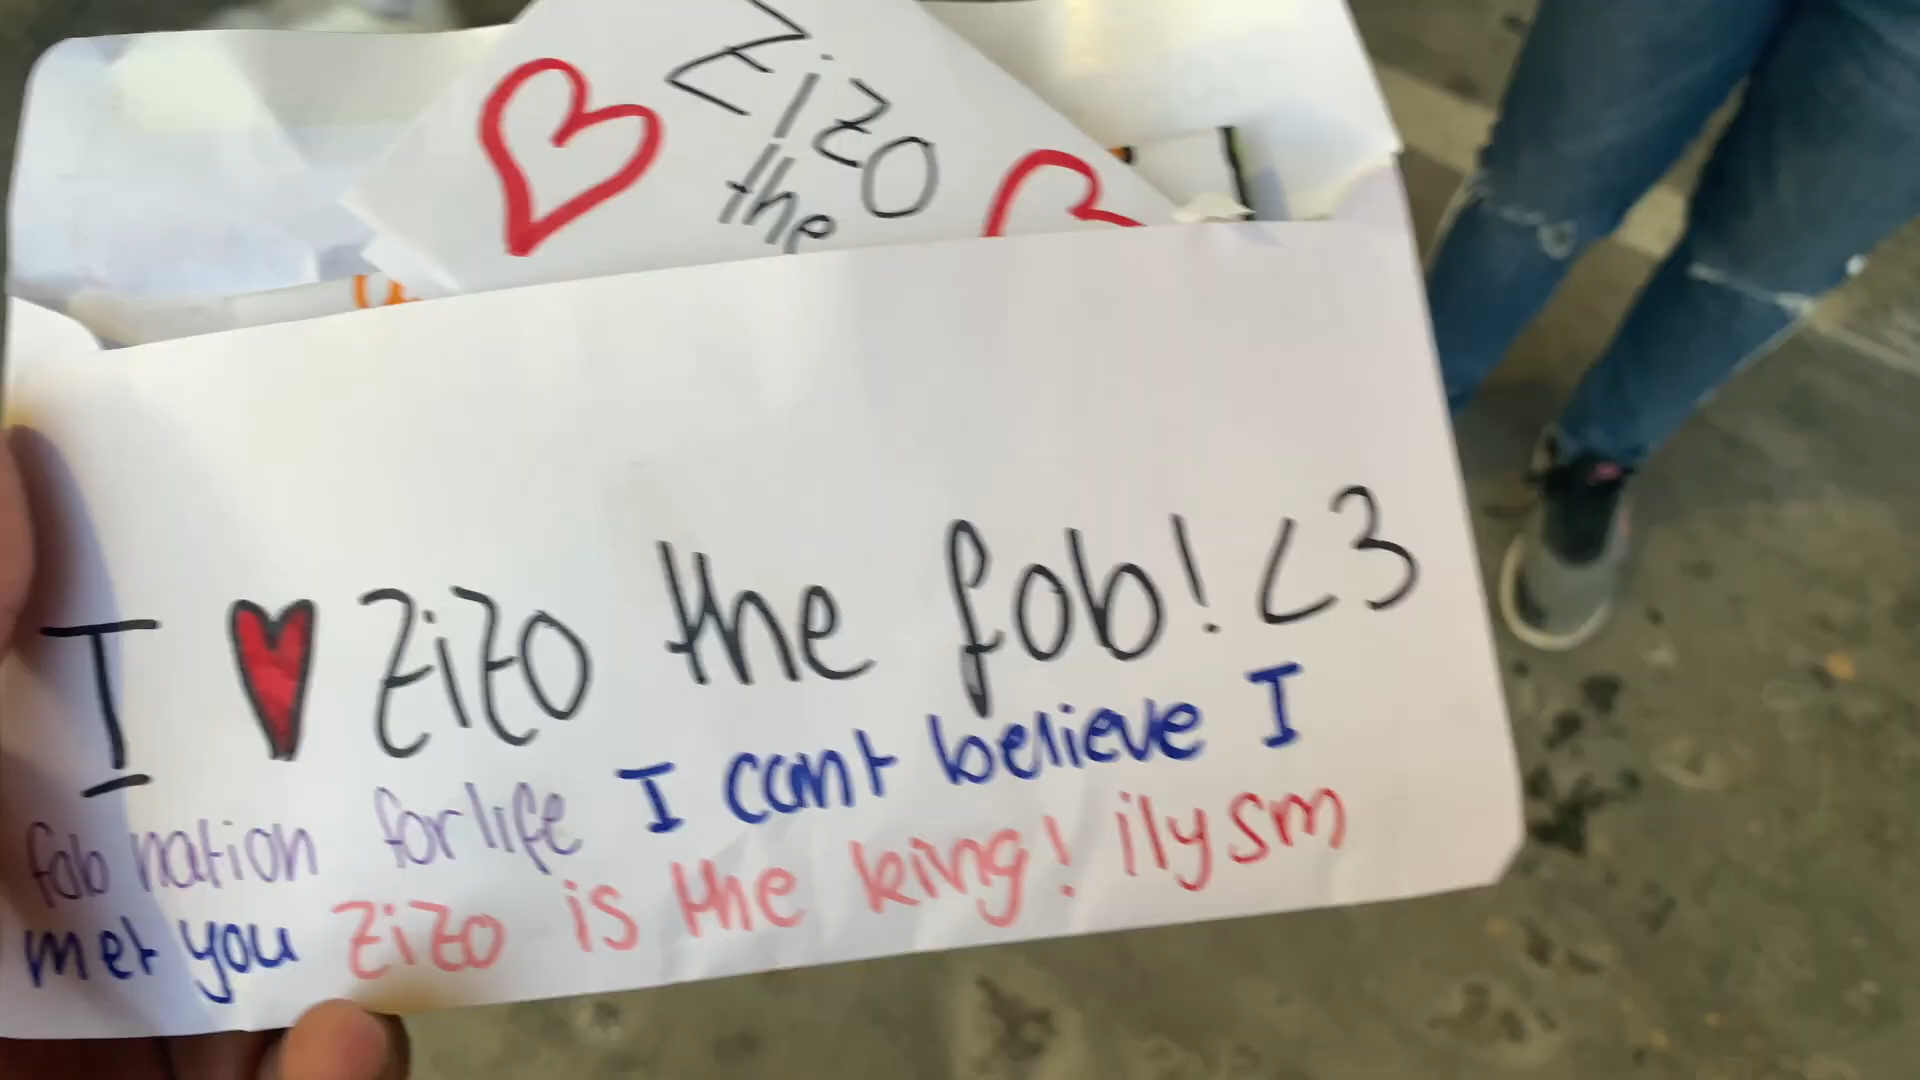 Zizo
the
I ♥ Zizo the fob! <3
fob nation for life I cant believe I
met you Zizo is the king! ilysm